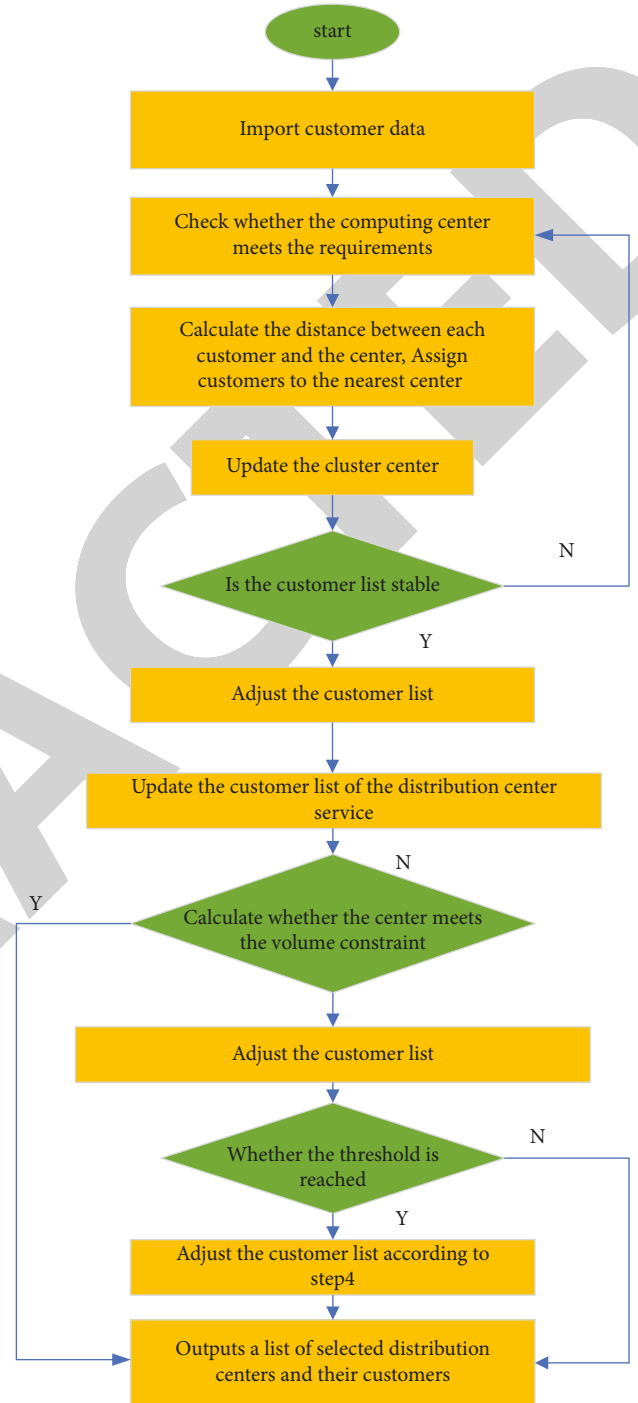 start
Import customer data
Check whether the computing center
meets the requirements
Calculate the distance between each
customer and the center, Assign
customers to the nearest center
Update the cluster center
N
Is the customer list stable
Y
Adjust the customer list
Update the customer list of the distribution center
service
N
Y
Calculate whether the center meets
the volume constraint
Adjust the customer list
N
Whether the threshold is
reached
Y
Adjust the customer list according to
step4
Outputs a list of selected distribution
centers and their customers